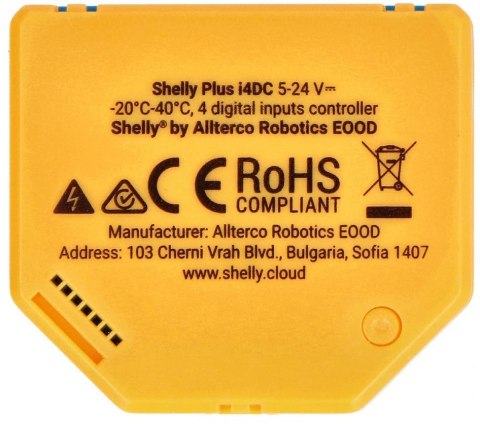 Shelly Plus i4DC 5-24 V⎓
-20°C-40°C, 4 digital inputs controller
Shelly® by Allterco Robotics EOOD
CE RoHS
COMPLIANT
Manufacturer: Allterco Robotics EOOD
Address: 103 Cherni Vrah Blvd., Bulgaria, Sofia 1407
www.shelly.cloud